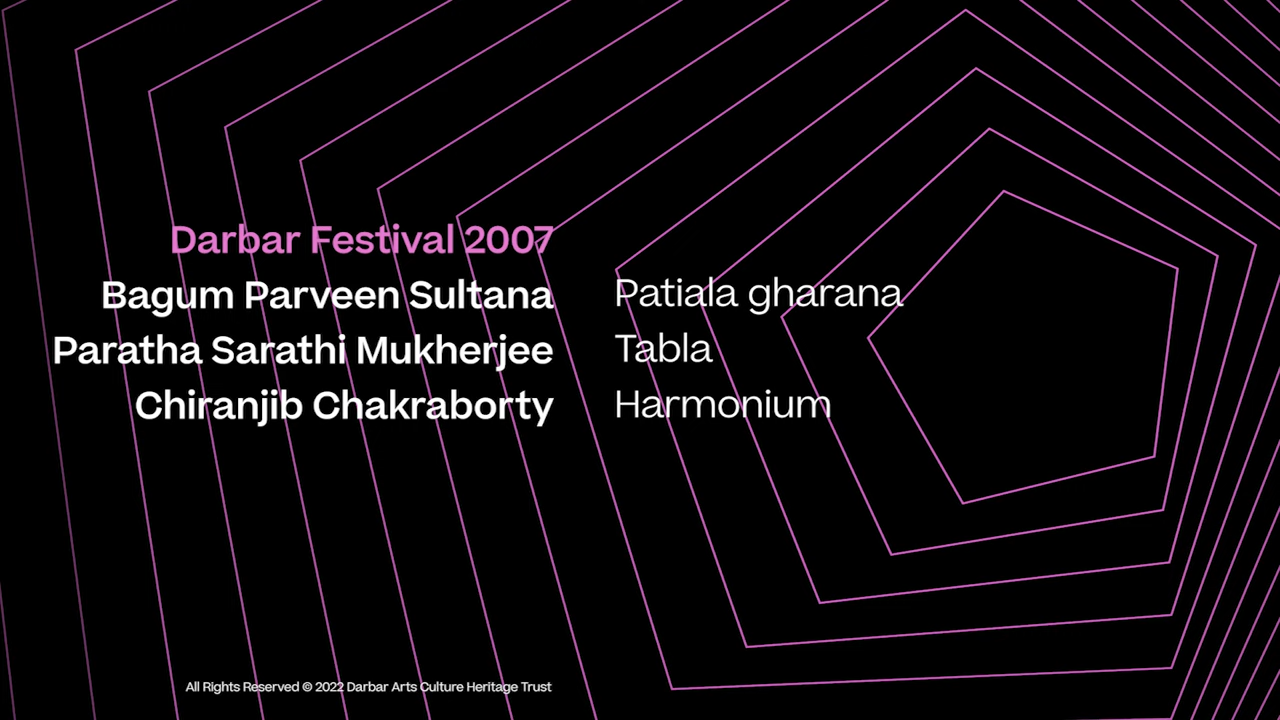 Darbar Festival 2007
Bagum Parveen Sultana Patiala gharana
Paratha Sarathi Mukherjee Tabla
Chiranjib Chakraborty Harmonium
All Rights Reserved © 2022 Darbar Arts Culture Heritage Trust